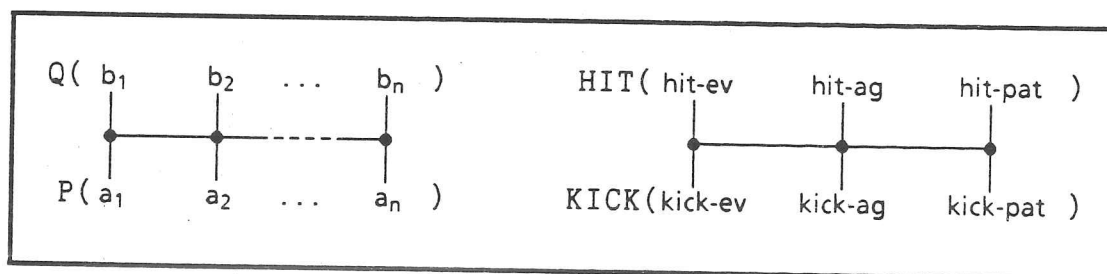 Q( b₁ b₂ ... bₙ ) HIT( hit-ev hit-ag hit-pat )
P( a₁ a₂ ... aₙ ) KICK( kick-ev kick-ag kick-pat )